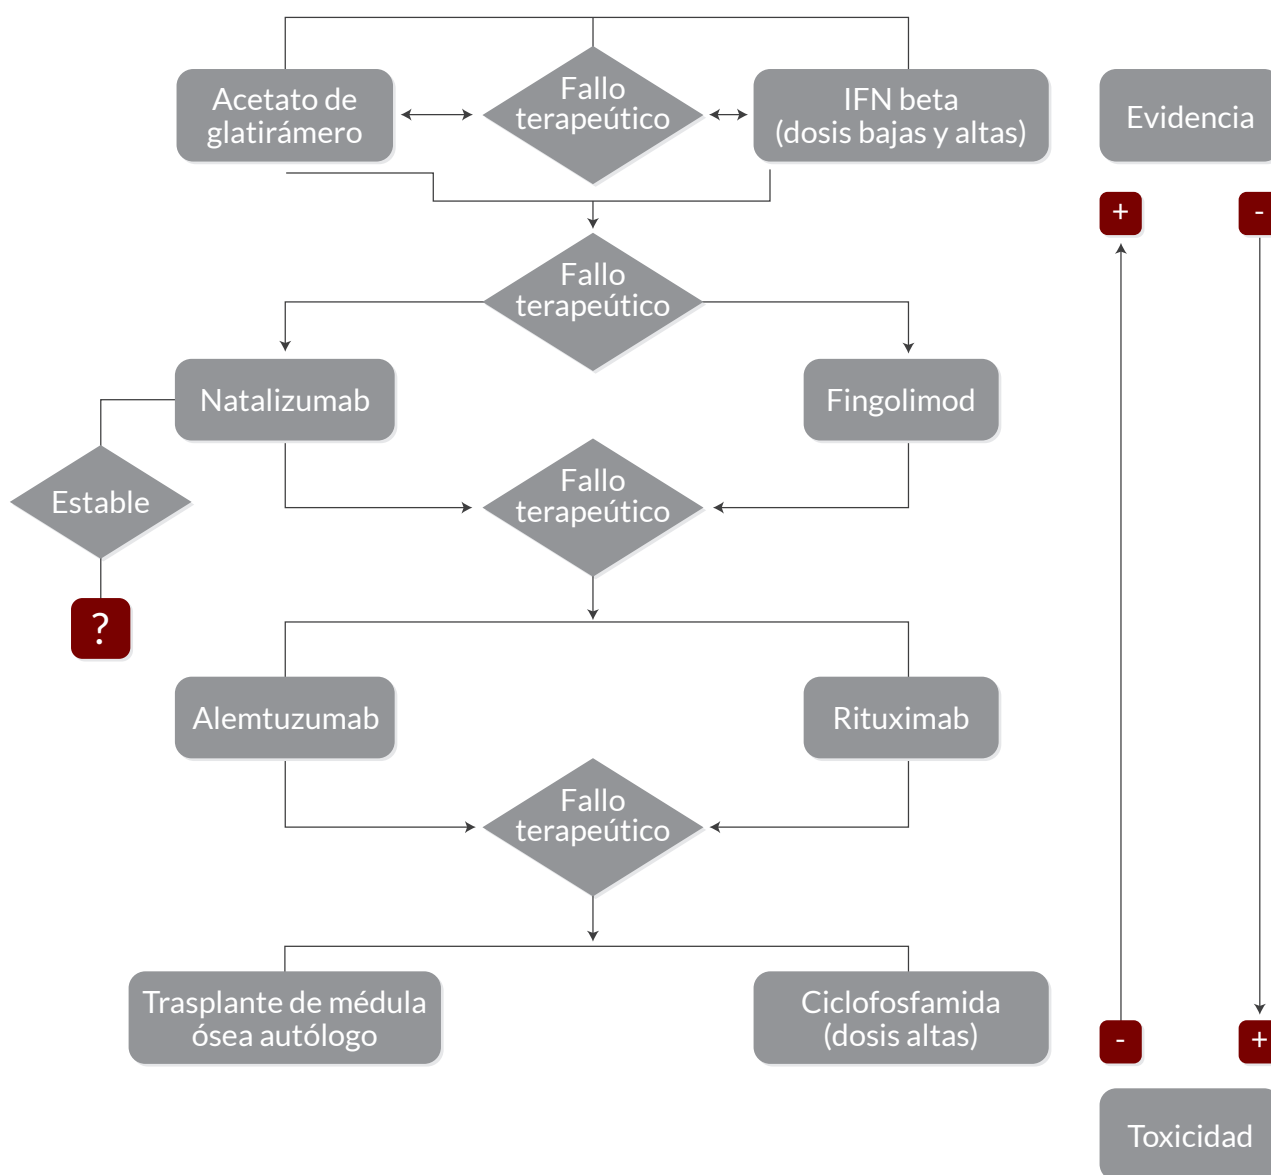 Acetato de
glatirámero
Fallo
terapeútico
IFN beta
(dosis bajas y altas)
Evidencia
+
-
Fallo
terapeútico
Natalizumab
Fingolimod
Estable
Fallo
terapeútico
?
Alemtuzumab
Rituximab
Fallo
terapeútico
Trasplante de médula
ósea autólogo
Ciclofosfamida
(dosis altas)
-
+
Toxicidad